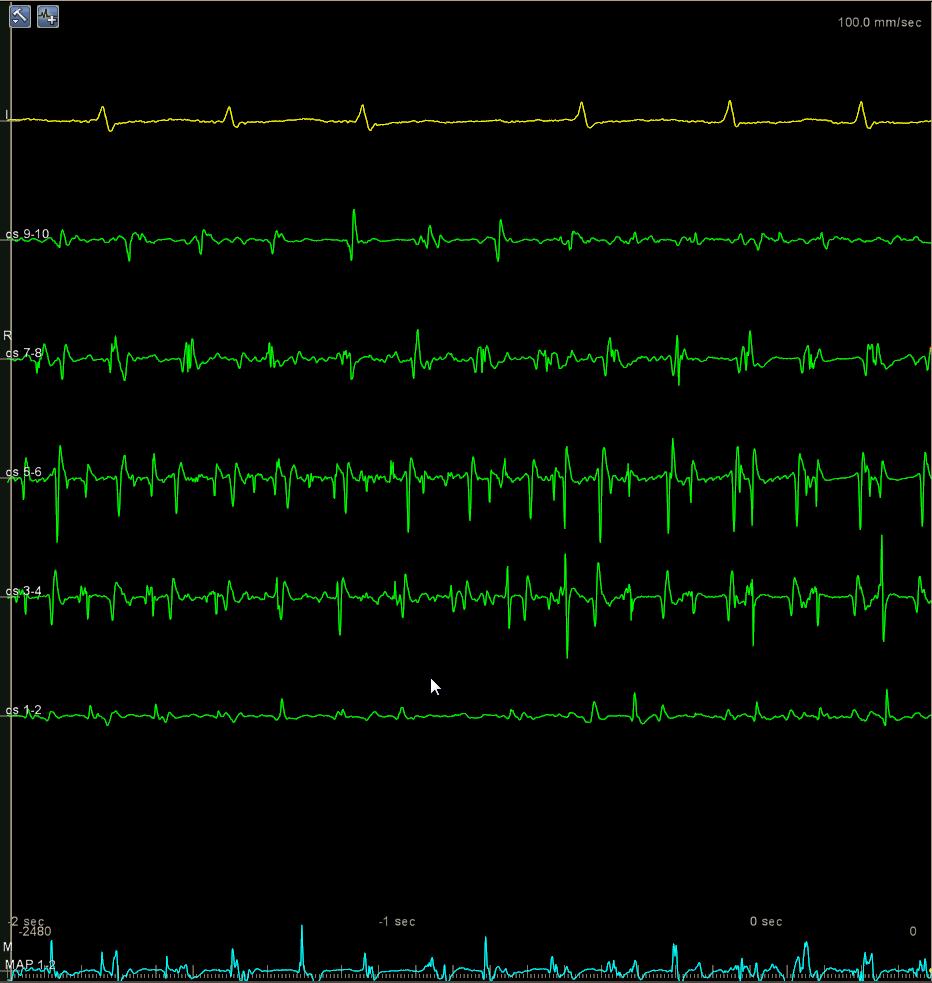 100.0 mm/sec
I
cs 9-10
R
cs 7-8
cs 5-6
cs 3-4
cs 1-2
-2 sec
-1 sec
0 sec
-2480
0
M
MAP 1-2